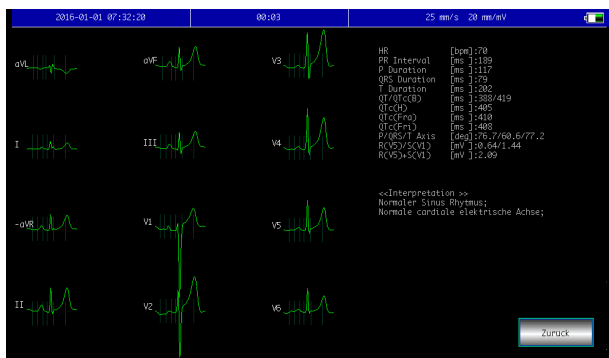 2016-01-01 07:32:20 00:03 25 mm/s 20 mm/mV
aVL aVF V3
I III V4
-aVR V1 V5
II V2 V6
HR [bpm]:70
PR Interval [ms ]:189
P Duration [ms ]:117
QRS Duration [ms ]:79
T Duration [ms ]:202
QT/QTc(B) [ms ]:388/419
QTc(H) [ms ]:405
QTc(Fra) [ms ]:410
QTc(Fri) [ms ]:408
P/QRS/T Axis [deg]:76.7/60.6/77.2
R(V5)/S(V1) [mV ]:0.64/1.44
R(V5)+S(V1) [mV ]:2.09
<<Interpretation >>
Normaler Sinus Rhytmus;
Normale cardiale elektrische Achse;
Zurück